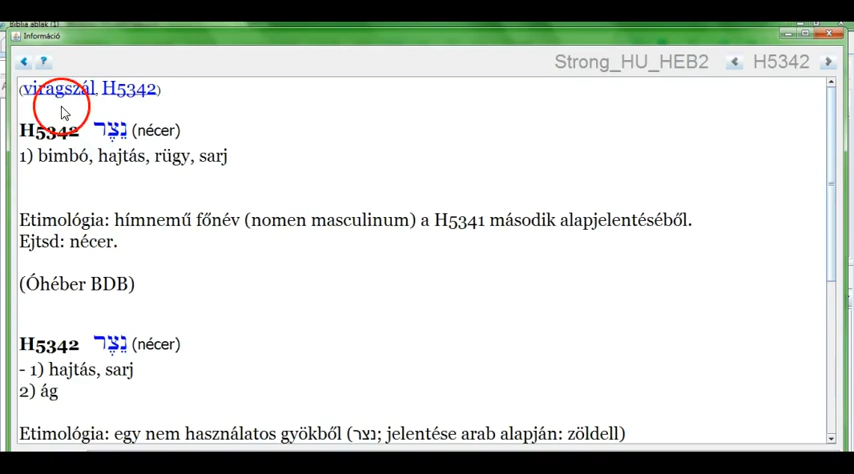 Biblia ablak (1)
Információ
Strong_HU_HEB2 H5342
(virágszál, H5342)
H5342 נֵצֶר (nécer)
1) bimbó, hajtás, rügy, sarj
Etimológia: hímnemű főnév (nomen masculinum) a H5341 második alapjelentéséből.
Ejtsd: nécer.
(Óhéber BDB)
H5342 נֵצֶר (nécer)
- 1) hajtás, sarj
2) ág
Etimológia: egy nem használatos gyökből (נצר; jelentése arab alapján: zöldell)